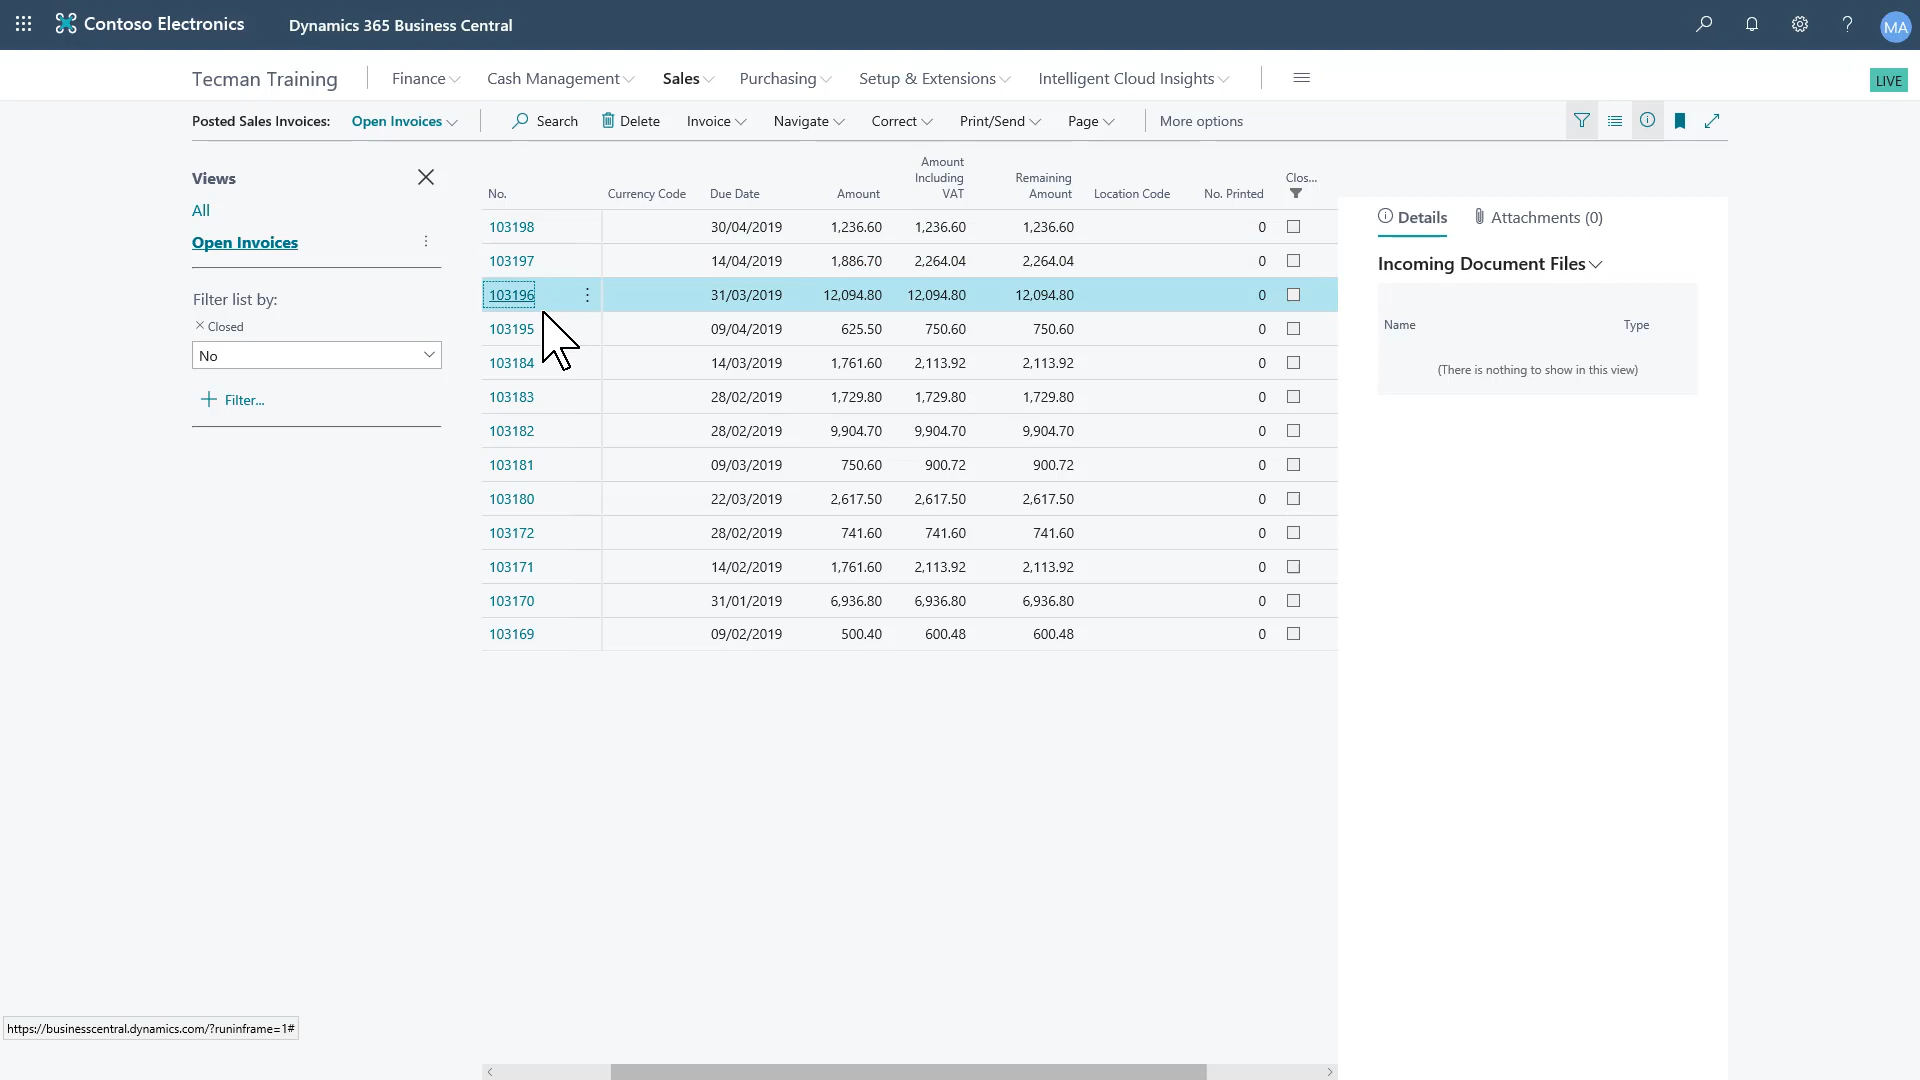 Contoso Electronics
Dynamics 365 Business Central
MA
Tecman Training
Finance
Cash Management
Sales
Purchasing
Setup & Extensions
Intelligent Cloud Insights
LIVE
Posted Sales Invoices:
Open Invoices
Search
Delete
Invoice
Navigate
Correct
Print/Send
Page
More options
Views
All
Open Invoices
Filter list by:
× Closed
No
+ Filter...
No. Currency Code Due Date Amount Amount Including VAT Remaining Amount Location Code No. Printed Clos...
103198 30/04/2019 1,236.60 1,236.60 1,236.60 0
103197 14/04/2019 1,886.70 2,264.04 2,264.04 0
103196 31/03/2019 12,094.80 12,094.80 12,094.80 0
103195 09/04/2019 625.50 750.60 750.60 0
103184 14/03/2019 1,761.60 2,113.92 2,113.92 0
103183 28/02/2019 1,729.80 1,729.80 1,729.80 0
103182 28/02/2019 9,904.70 9,904.70 9,904.70 0
103181 09/03/2019 750.60 900.72 900.72 0
103180 22/03/2019 2,617.50 2,617.50 2,617.50 0
103172 28/02/2019 741.60 741.60 741.60 0
103171 14/02/2019 1,761.60 2,113.92 2,113.92 0
103170 31/01/2019 6,936.80 6,936.80 6,936.80 0
103169 09/02/2019 500.40 600.48 600.48 0
Details
Attachments (0)
Incoming Document Files
Name Type
(There is nothing to show in this view)
https://businesscentral.dynamics.com/?runinframe=1#